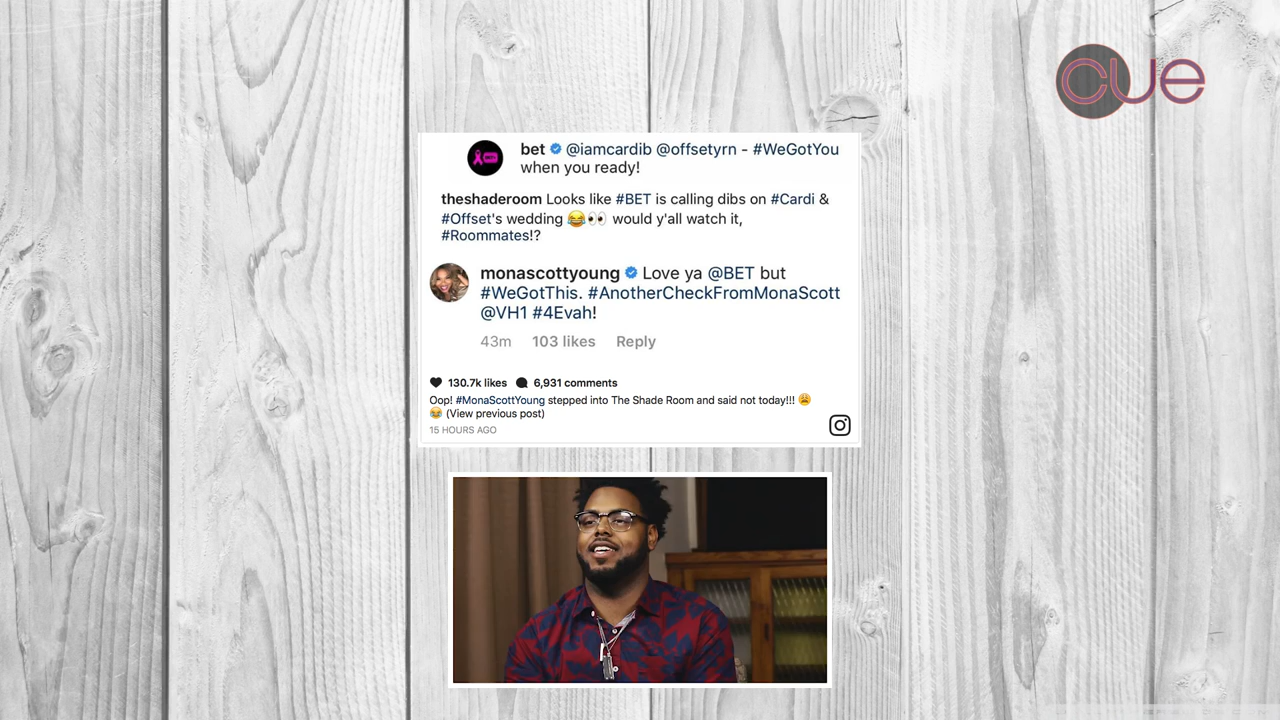 cue
bet @iamcardib @offsetyrn - #WeGotYou
when you ready!
theshaderoom Looks like #BET is calling dibs on #Cardi &
#Offset's wedding 😂👀 would y'all watch it,
#Roommates!?
monascottyoung Love ya @BET but
#WeGotThis. #AnotherCheckFromMonaScott
@VH1 #4Evah!
43m 103 likes Reply
130.7k likes 6,931 comments
Oop! #MonaScottYoung stepped into The Shade Room and said not today!!! 😩
😂 (View previous post)
15 HOURS AGO